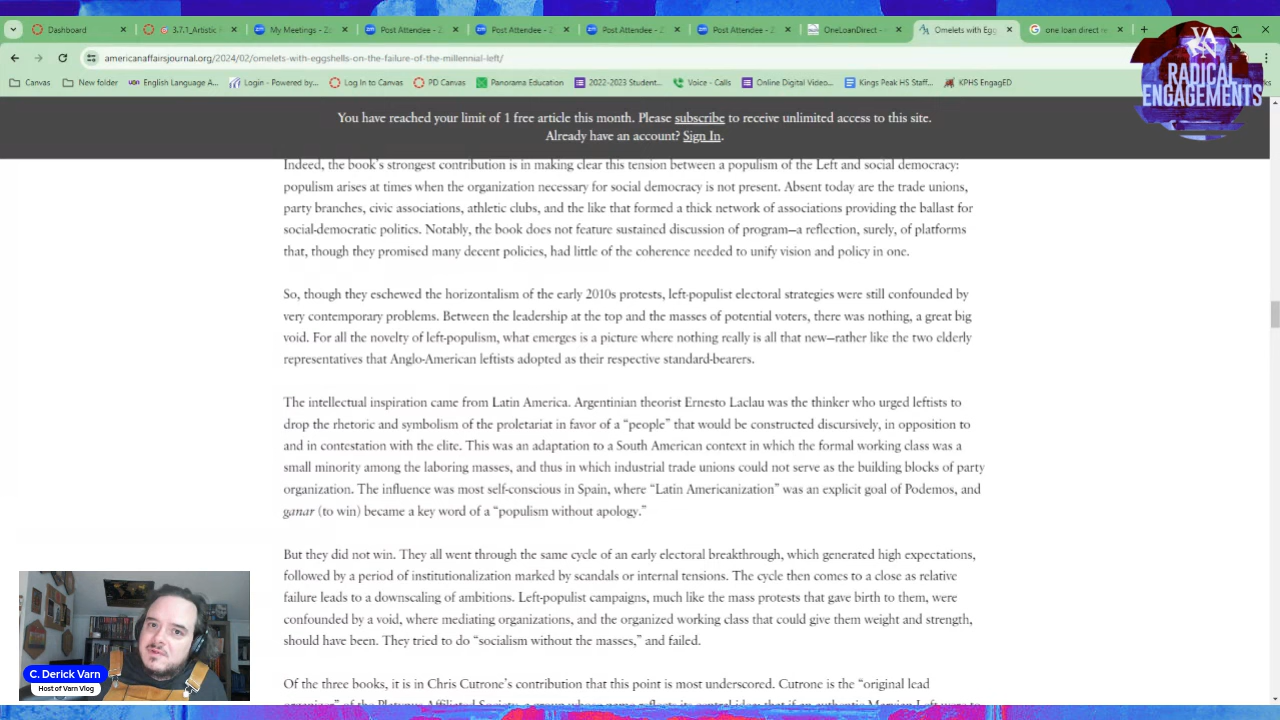 Dashboard
3.7.1_Artistic
My Meetings - Zo
Post Attendee - Z
Post Attendee - Z
Post Attendee - Z
Post Attendee - Z
OneLoanDirect -
Omelets with Egg
one loan direct re
americanaffairsjournal.org/2024/02/omelets-with-eggshells-on-the-failure-of-the-millennial-left/
VARN
RADICAL
ENGAGEMENTS
Canvas
New folder
English Language A...
Login - Powered by...
Log In to Canvas
PD Canvas
Panorama Education
2022-2023 Student...
Voice - Calls
Online Digital Video...
Kings Peak HS Staff...
KPHS EngagED
You have reached your limit of 1 free article this month. Please subscribe to receive unlimited access to this site.
Already have an account? Sign In.
Indeed, the book's strongest contribution is in making clear this tension between a populism of the Left and social democracy:
populism arises at times when the organization necessary for social democracy is not present. Absent today are the trade unions,
party branches, civic associations, athletic clubs, and the like that formed a thick network of associations providing the ballast for
social-democratic politics. Notably, the book does not feature sustained discussion of program—a reflection, surely, of platforms
that, though they promised many decent policies, had little of the coherence needed to unify vision and policy in one.
So, though they eschewed the horizontalism of the early 2010s protests, left-populist electoral strategies were still confounded by
very contemporary problems. Between the leadership at the top and the masses of potential voters, there was nothing, a great big
void. For all the novelty of left-populism, what emerges is a picture where nothing really is all that new—rather like the two elderly
representatives that Anglo-American leftists adopted as their respective standard-bearers.
The intellectual inspiration came from Latin America. Argentinian theorist Ernesto Laclau was the thinker who urged leftists to
drop the rhetoric and symbolism of the proletariat in favor of a “people” that would be constructed discursively, in opposition to
and in contestation with the elite. This was an adaptation to a South American context in which the formal working class was a
small minority among the laboring masses, and thus in which industrial trade unions could not serve as the building blocks of party
organization. The influence was most self-conscious in Spain, where “Latin Americanization” was an explicit goal of Podemos, and
ganar (to win) became a key word of a “populism without apology.”
But they did not win. They all went through the same cycle of an early electoral breakthrough, which generated high expectations,
followed by a period of institutionalization marked by scandals or internal tensions. The cycle then comes to a close as relative
failure leads to a downscaling of ambitions. Left-populist campaigns, much like the mass protests that gave birth to them, were
confounded by a void, where mediating organizations, and the organized working class that could give them weight and strength,
should have been. They tried to do “socialism without the masses,” and failed.
Of the three books, it is in Chris Cutrone's contribution that this point is most underscored. Cutrone is the “original lead
C. Derick Varn
Host of Varn Vlog